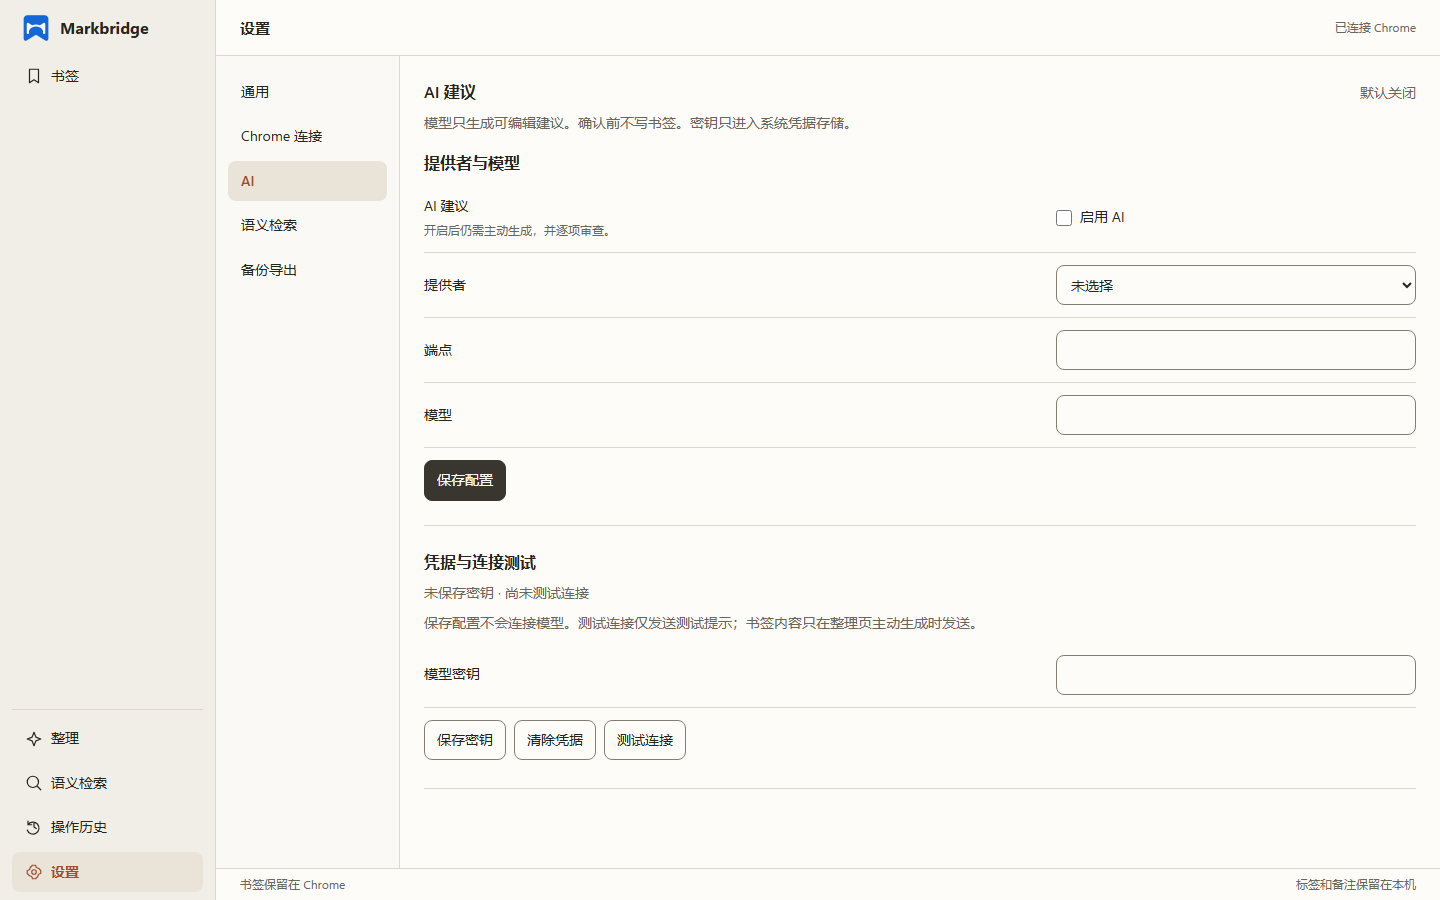 Markbridge
书签
整理
语义检索
操作历史
设置
设置
已连接 Chrome
通用
Chrome 连接
AI
语义检索
备份导出
AI 建议
默认关闭
模型只生成可编辑建议。确认前不写书签。密钥只进入系统凭据存储。
提供者与模型
AI 建议
开启后仍需主动生成，并逐项审查。
启用 AI
提供者
未选择
端点
模型
保存配置
凭据与连接测试
未保存密钥 · 尚未测试连接
保存配置不会连接模型。测试连接仅发送测试提示；书签内容只在整理页主动生成时发送。
模型密钥
保存密钥
清除凭据
测试连接
书签保留在 Chrome
标签和备注保留在本机